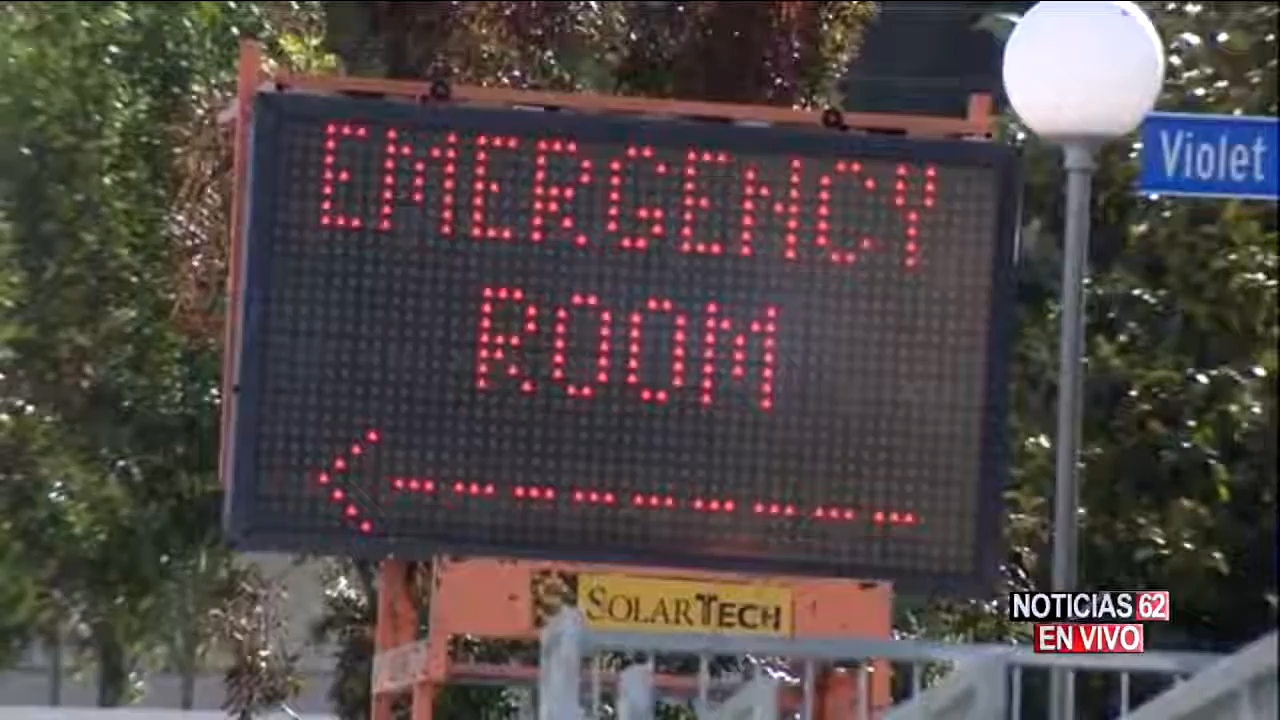 EMERGENCY
ROOM
Violet
SOLARTECH
NOTICIAS 62
EN VIVO